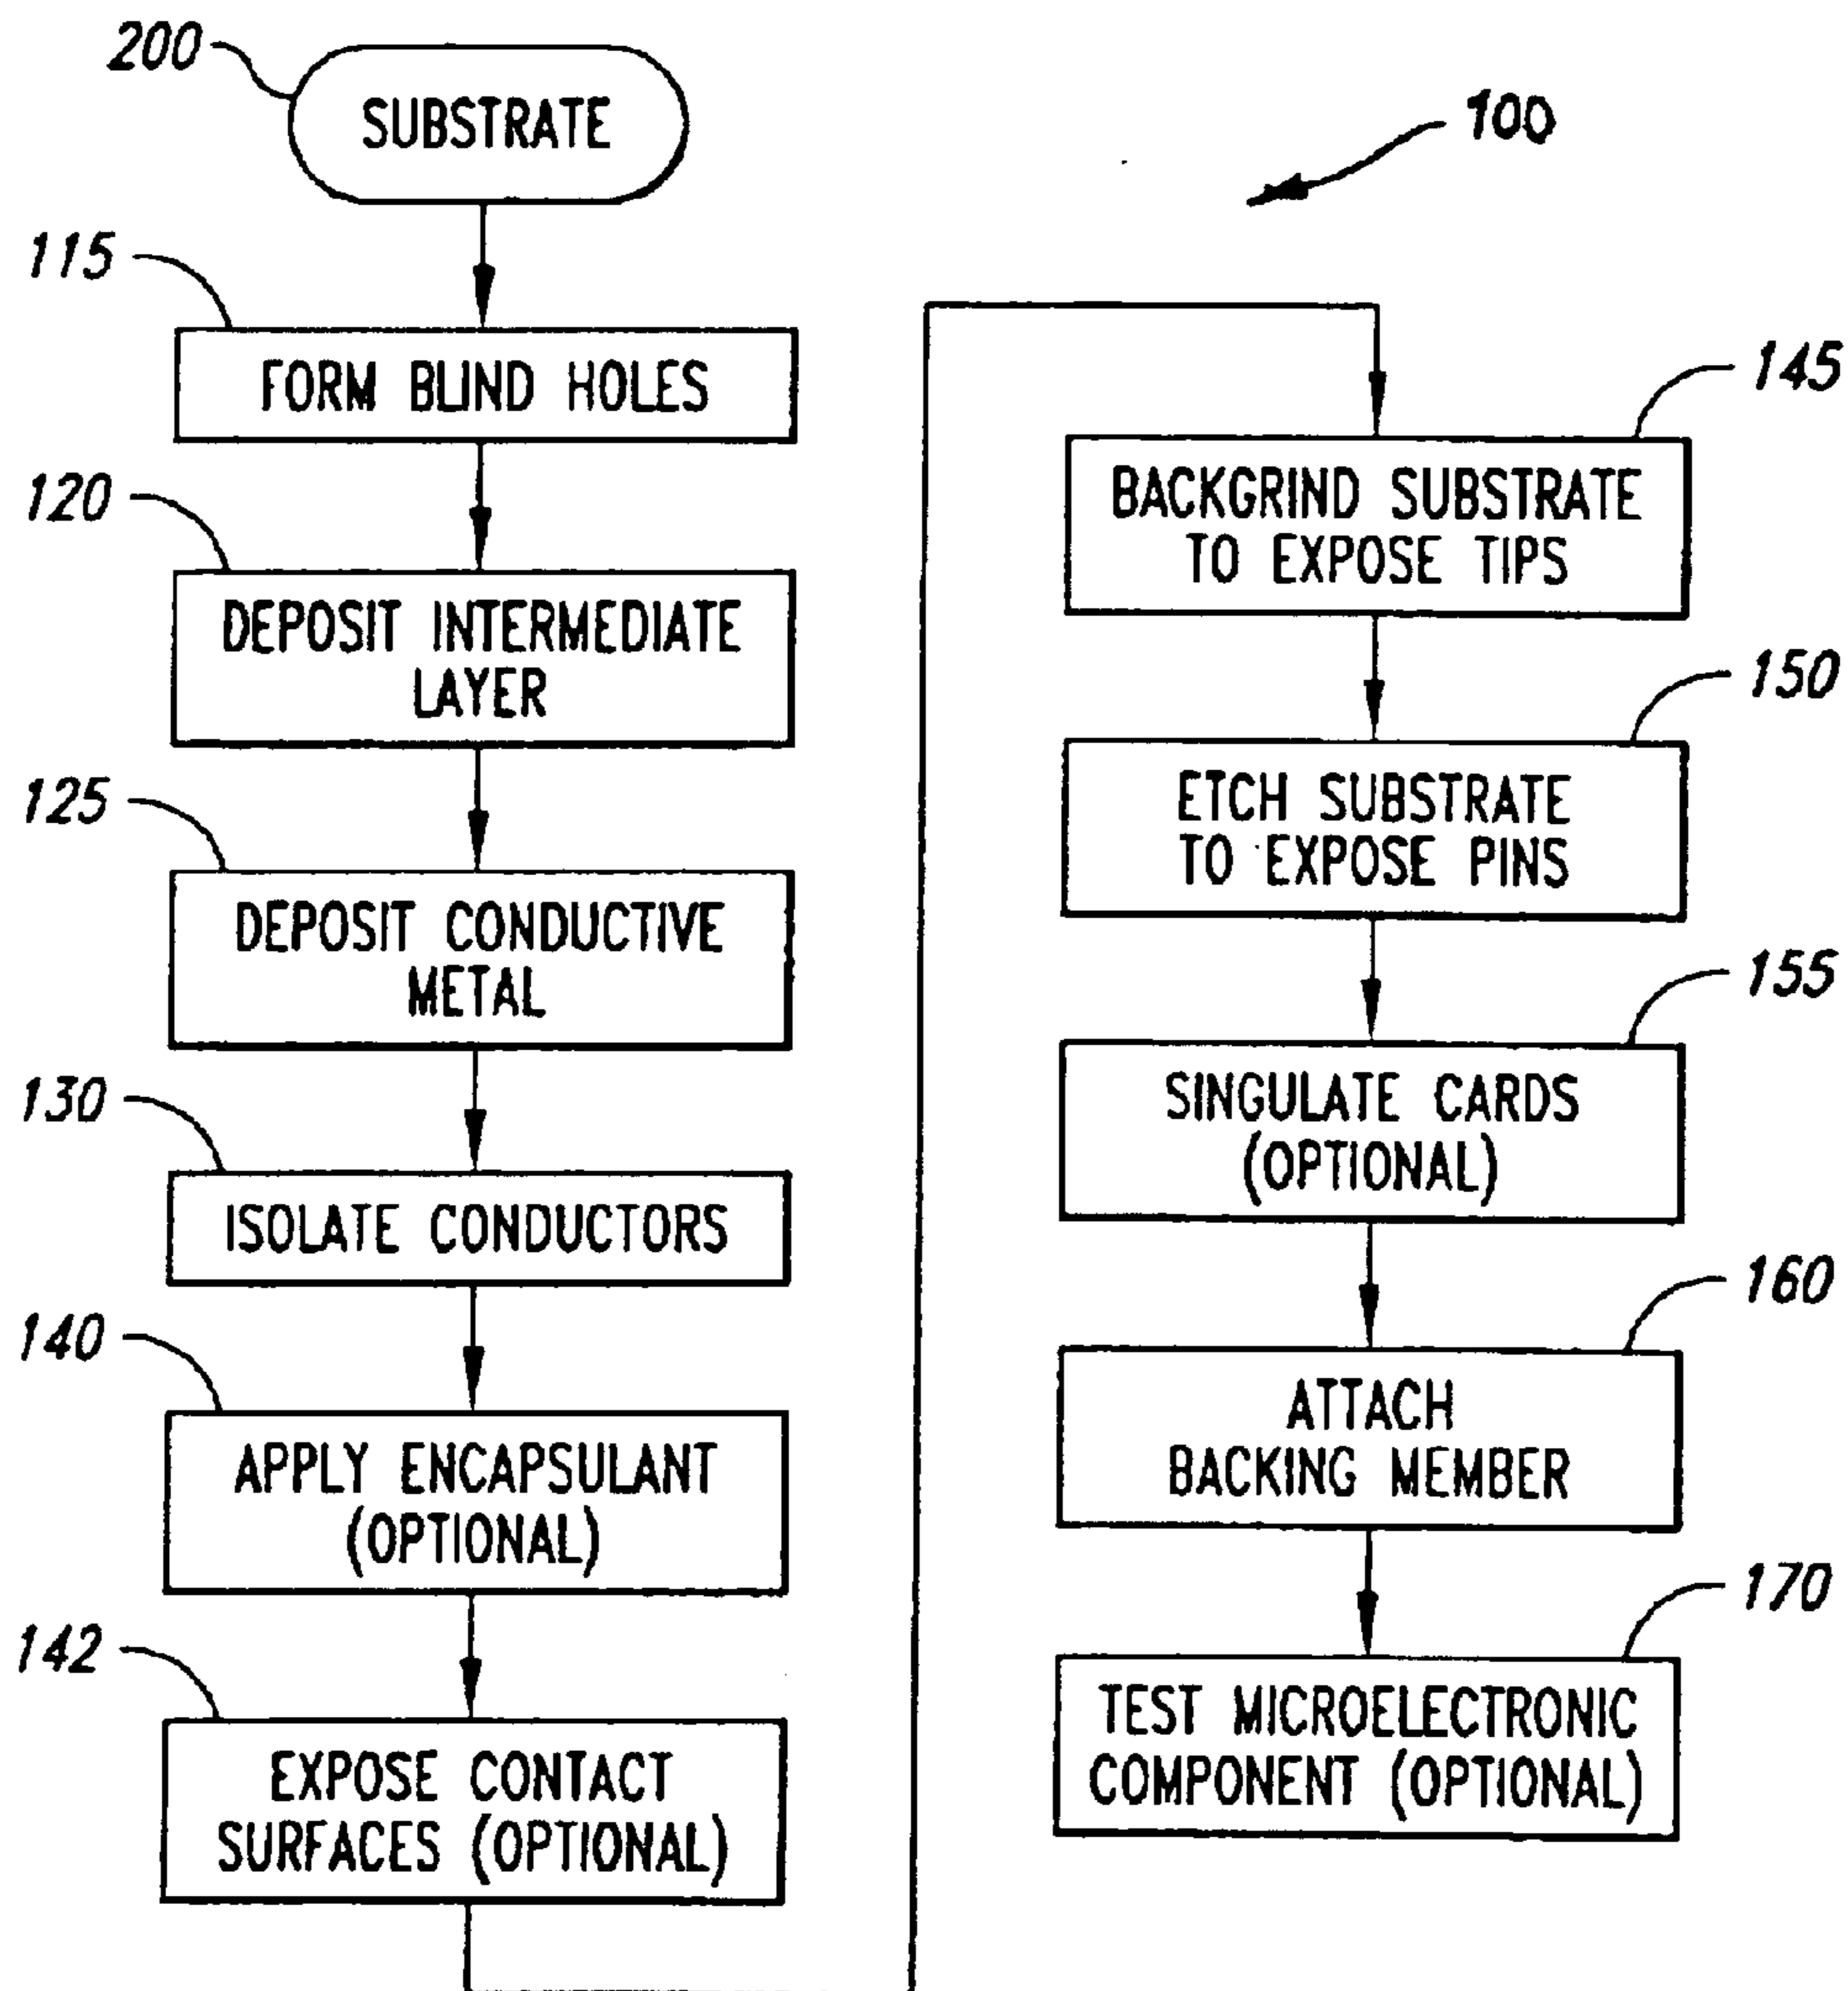 200
SUBSTRATE
100
115
FORM BLIND HOLES
120
DEPOSIT INTERMEDIATE
LAYER
125
DEPOSIT CONDUCTIVE
METAL
130
ISOLATE CONDUCTORS
140
APPLY ENCAPSULANT
(OPTIONAL)
142
EXPOSE CONTACT
SURFACES (OPTIONAL)
145
BACKGRIND SUBSTRATE
TO EXPOSE TIPS
150
ETCH SUBSTRATE
TO EXPOSE PINS
155
SINGULATE CARDS
(OPTIONAL)
160
ATTACH
BACKING MEMBER
170
TEST MICROELECTRONIC
COMPONENT (OPTIONAL)